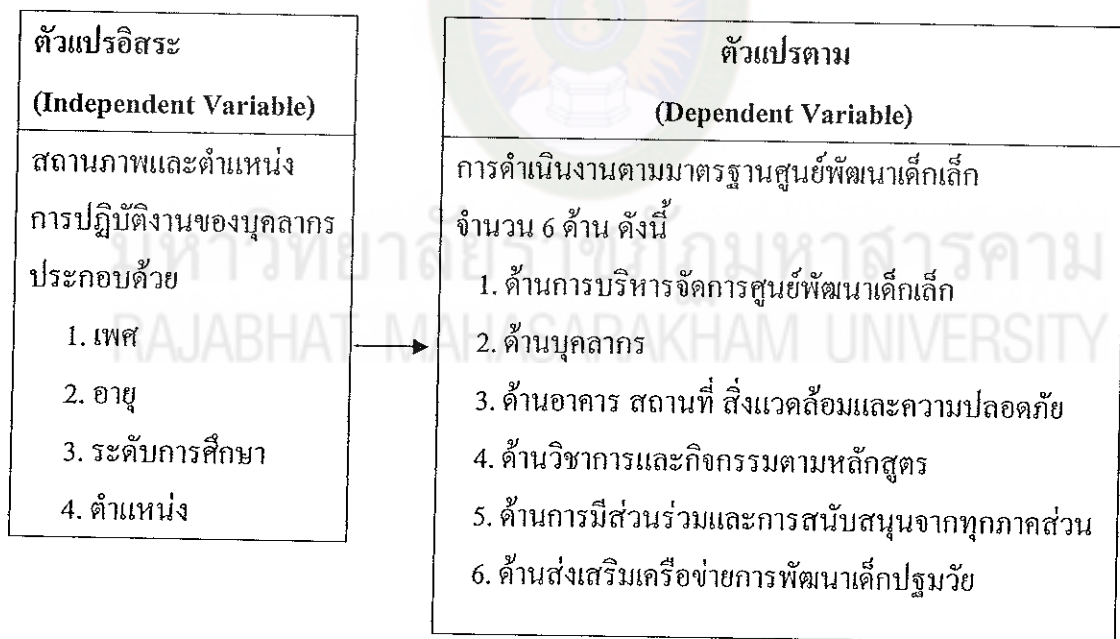 ตัวแปรอิสระ
(Independent Variable)
สถานภาพและตำแหน่ง
การปฏิบัติงานของบุคลากร
ประกอบด้วย
1. เพศ
2. อายุ
3. ระดับการศึกษา
4. ตำแหน่ง
ตัวแปรตาม
(Dependent Variable)
การดำเนินงานตามมาตรฐานศูนย์พัฒนาเด็กเล็ก
จำนวน 6 ด้าน ดังนี้
1. ด้านการบริหารจัดการศูนย์พัฒนาเด็กเล็ก
2. ด้านบุคลากร
3. ด้านอาคาร สถานที่ สิ่งแวดล้อมและความปลอดภัย
4. ด้านวิชาการและกิจกรรมตามหลักสูตร
5. ด้านการมีส่วนร่วมและการสนับสนุนจากทุกภาคส่วน
6. ด้านส่งเสริมเครือข่ายการพัฒนาเด็กปฐมวัย
มหาวิทยาลัยราชภัฏมหาสารคาม
RAJABHAT MAHASARAKHAM UNIVERSITY